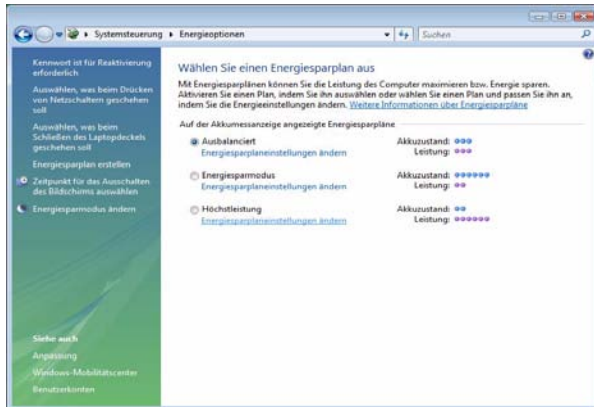 Systemsteuerung ▸ Energieoptionen
Suchen
Kennwort ist für Reaktivierung
erforderlich
Auswählen, was beim Drücken
von Netzschaltern geschehen
soll
Auswählen, was beim
Schließen des Laptopdeckels
geschehen soll
Energiesparplan erstellen
Zeitpunkt für das Ausschalten
des Bildschirms auswählen
Energiesparmodus ändern
Siehe auch
Anpassung
Windows-Mobilitätscenter
Benutzerkonten
Wählen Sie einen Energiesparplan aus
Mit Energiesparplänen können Sie die Leistung des Computer maximieren bzw. Energie sparen.
Aktivieren Sie einen Plan, indem Sie ihn auswählen oder wählen Sie einen Plan und passen Sie ihn an,
indem Sie die Energieeinstellungen ändern. Weitere Informationen über Energiesparpläne
Auf der Akkumessanzeige angezeigte Energiesparpläne
Ausbalanciert Akkuzustand:
Energiesparplaneinstellungen ändern Leistung:
Energiesparmodus Akkuzustand:
Energiesparplaneinstellungen ändern Leistung:
Höchstleistung Akkuzustand:
Energiesparplaneinstellungen ändern Leistung: